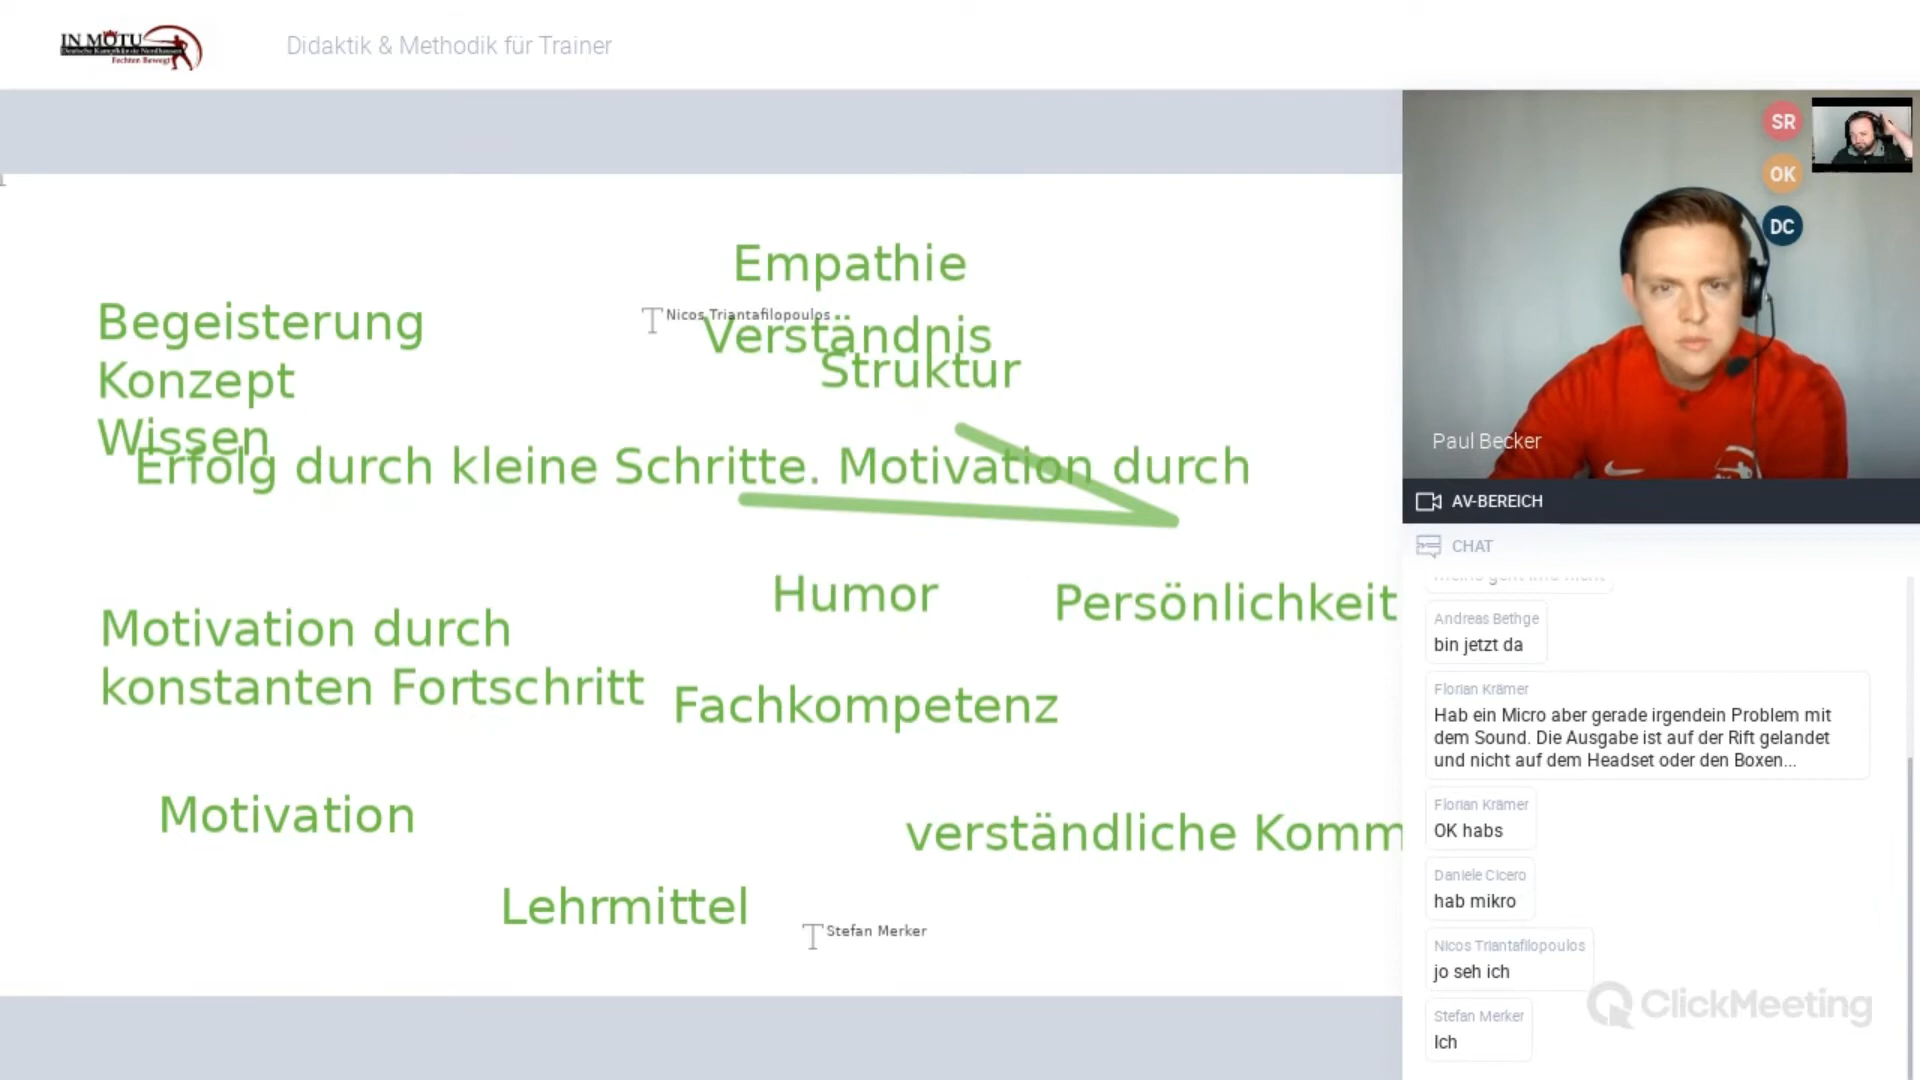 IN MOTU
Fechten Bewegt
Didaktik & Methodik für Trainer
Empathie
Begeisterung
Konzept
Wissen
Nicos Triantafilopoulos
Verständnis
Struktur
Erfolg durch kleine Schritte. Motivation durch
Humor
Persönlichkeit
Motivation durch
konstanten Fortschritt
Fachkompetenz
Motivation
verständliche Komm
Lehrmittel
Stefan Merker
SR
OK
DC
Paul Becker
AV-BEREICH
CHAT
Andreas Bethge
bin jetzt da
Florian Krämer
Hab ein Micro aber gerade irgendein Problem mit
dem Sound. Die Ausgabe ist auf der Rift gelandet
und nicht auf dem Headset oder den Boxen...
Florian Krämer
OK habs
Daniele Cicero
hab mikro
Nicos Triantafilopoulos
jo seh ich
Stefan Merker
Ich
ClickMeeting